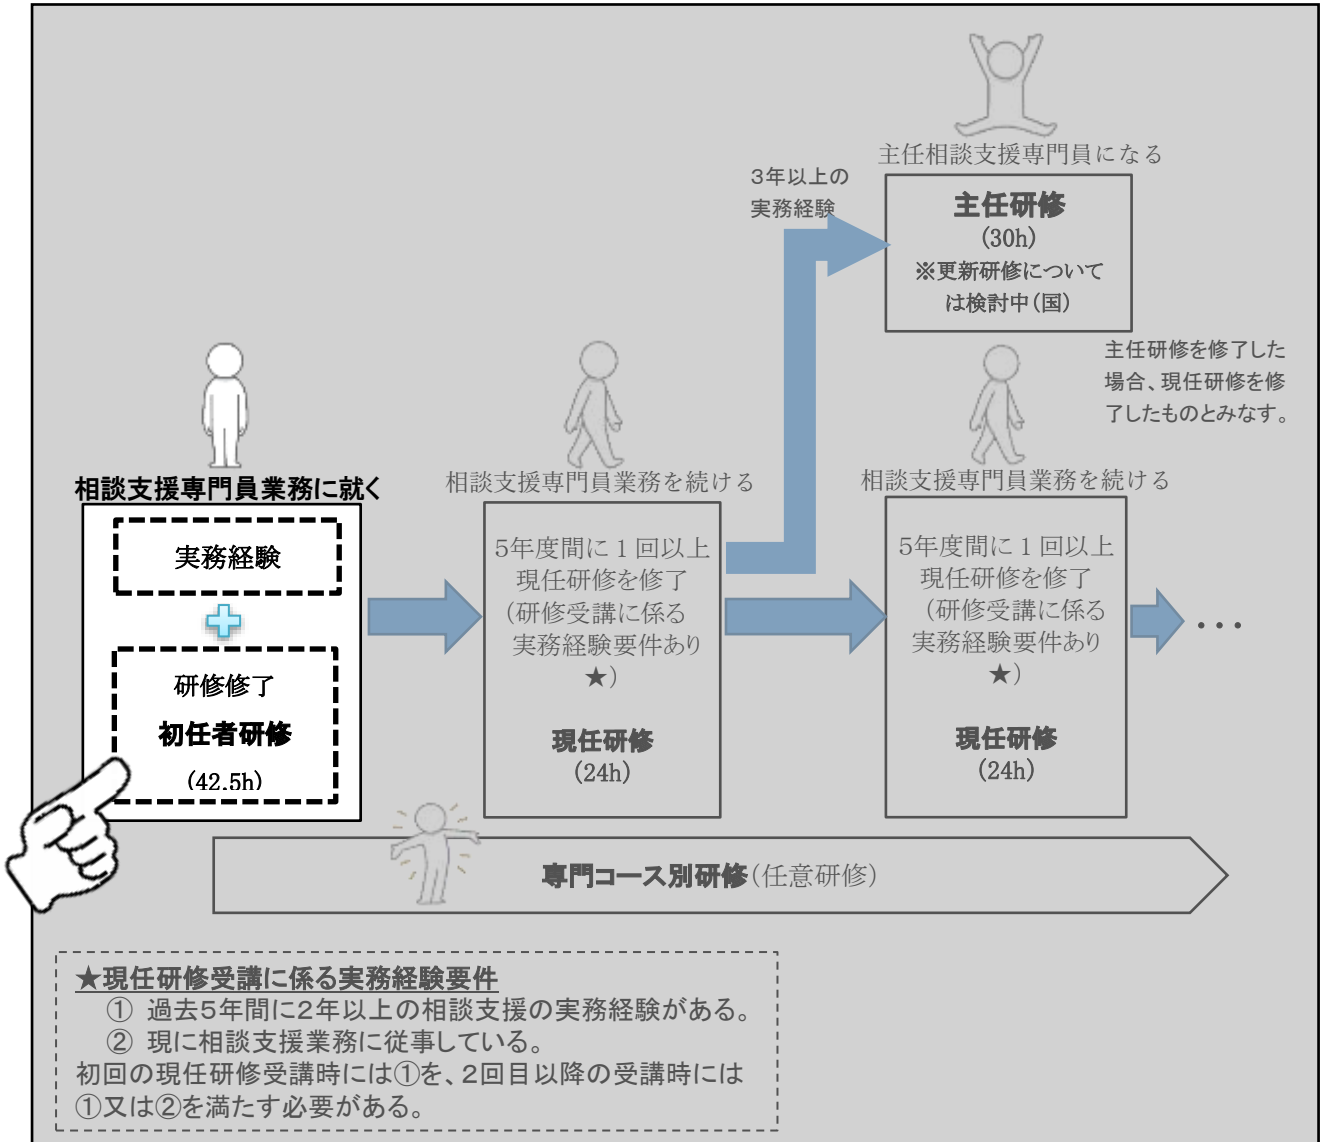 主任相談支援専門員になる
3年以上の
実務経験
主任研修
(30h)
※更新研修について
は検討中(国)
主任研修を修了した
場合、現任研修を修
了したものとみなす。
相談支援専門員業務に就く
実務経験
研修修了
初任者研修
(42.5h)
相談支援専門員業務を続ける
5年度間に1回以上
現任研修を修了
(研修受講に係る
実務経験要件あり
★)
現任研修
(24h)
相談支援専門員業務を続ける
5年度間に1回以上
現任研修を修了
(研修受講に係る
実務経験要件あり
★)
現任研修
(24h)
・・・
専門コース別研修(任意研修)
★現任研修受講に係る実務経験要件
① 過去5年間に2年以上の相談支援の実務経験がある。
② 現に相談支援業務に従事している。
初回の現任研修受講時には①を、2回目以降の受講時には
①又は②を満たす必要がある。